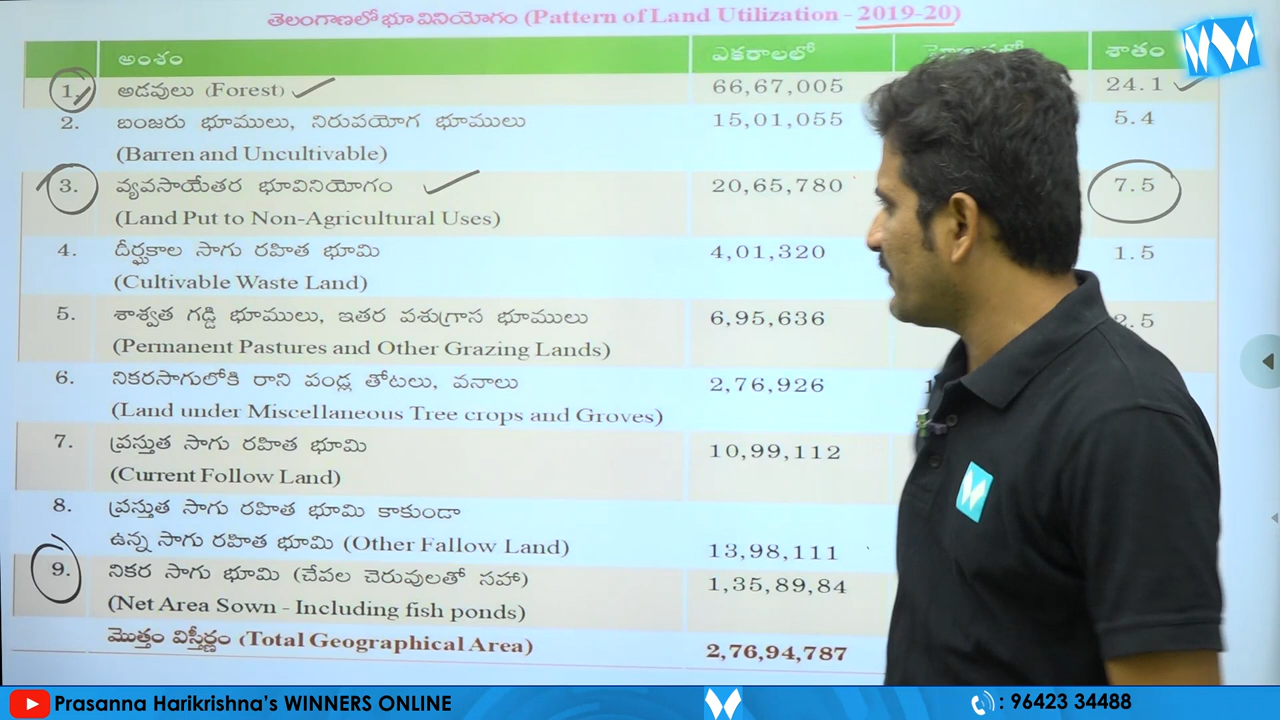 తెలంగాణలో భూ వినియోగం (Pattern of Land Utilization - 2019-20)
అంశం ఎకరాలలో శాతం
1. అడవులు (Forest) 66,67,005 24.1
2. బంజరు భూములు, నిరుపయోగ భూములు 15,01,055 5.4
(Barren and Uncultivable)
3. వ్యవసాయేతర భూవినియోగం 20,65,780 7.5
(Land Put to Non-Agricultural Uses)
4. దీర్ఘకాల సాగు రహిత భూమి 4,01,320 1.5
(Cultivable Waste Land)
5. శాశ్వత గడ్డి భూములు, ఇతర పశుగ్రాస భూములు 6,95,636 2.5
(Permanent Pastures and Other Grazing Lands)
6. నికరసాగులోకి రాని పండ్ల తోటలు, వనాలు 2,76,926
(Land under Miscellaneous Tree crops and Groves)
7. ప్రస్తుత సాగు రహిత భూమి 10,99,112
(Current Follow Land)
8. ప్రస్తుత సాగు రహిత భూమి కాకుండా
ఉన్న సాగు రహిత భూమి (Other Fallow Land) 13,98,111
9. నికర సాగు భూమి (చేపల చెరువులతో సహా) 1,35,89,84
(Net Area Sown - Including fish ponds)
మొత్తం విస్తీర్ణం (Total Geographical Area) 2,76,94,787
Prasanna Harikrishna's WINNERS ONLINE : 96423 34488